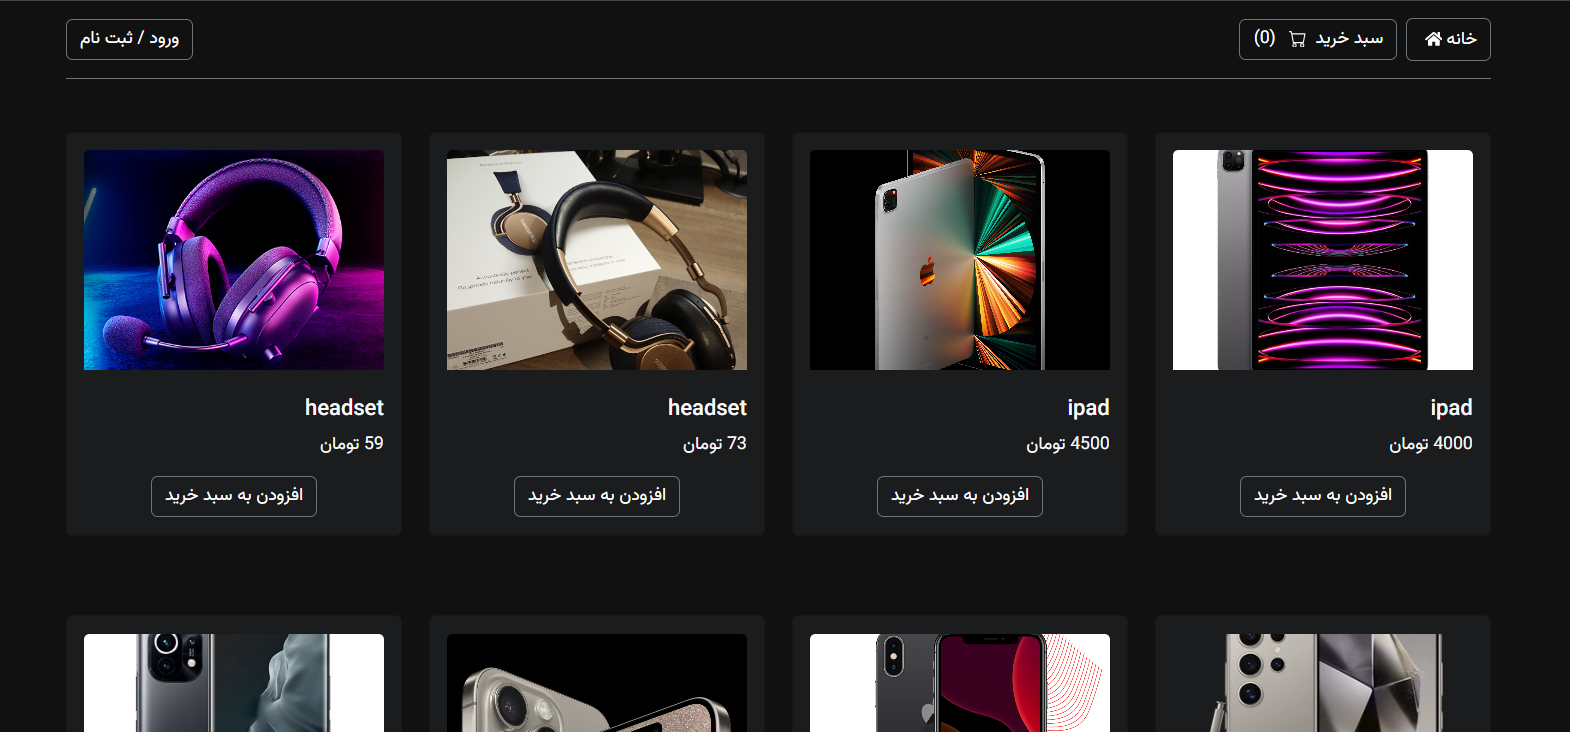 خانه
سبد خرید (0)
ورود / ثبت نام
ipad
4000 تومان
افزودن به سبد خرید
ipad
4500 تومان
افزودن به سبد خرید
headset
73 تومان
افزودن به سبد خرید
headset
59 تومان
افزودن به سبد خرید